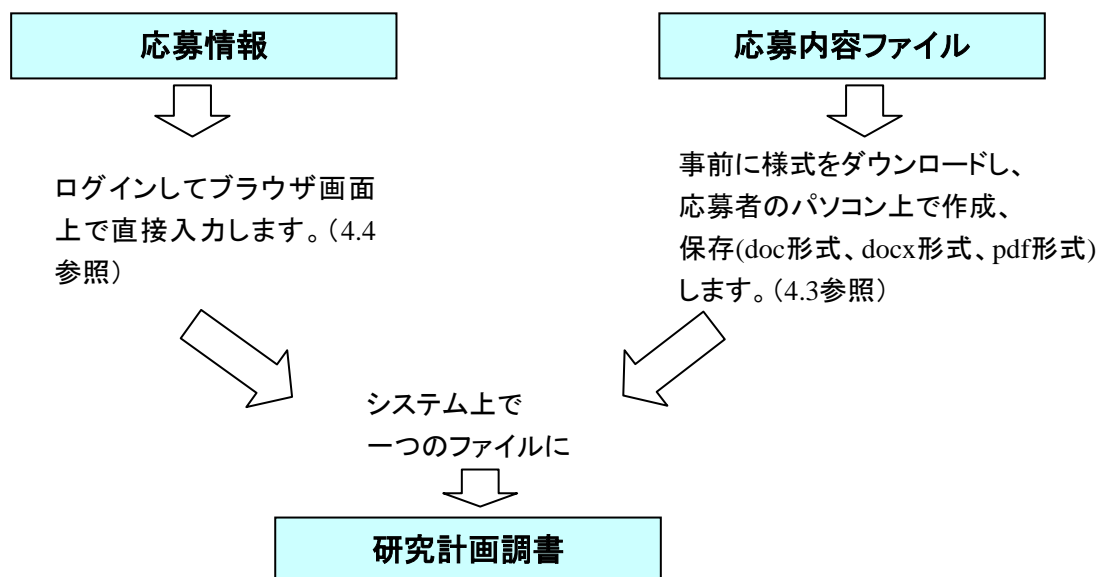 応募情報
応募内容ファイル
ログインしてブラウザ画面
上で直接入力します。（4.4
参照）
事前に様式をダウンロードし、
応募者のパソコン上で作成、
保存(doc形式、docx形式、pdf形式)
します。（4.3参照）
システム上で
一つのファイルに
研究計画調書